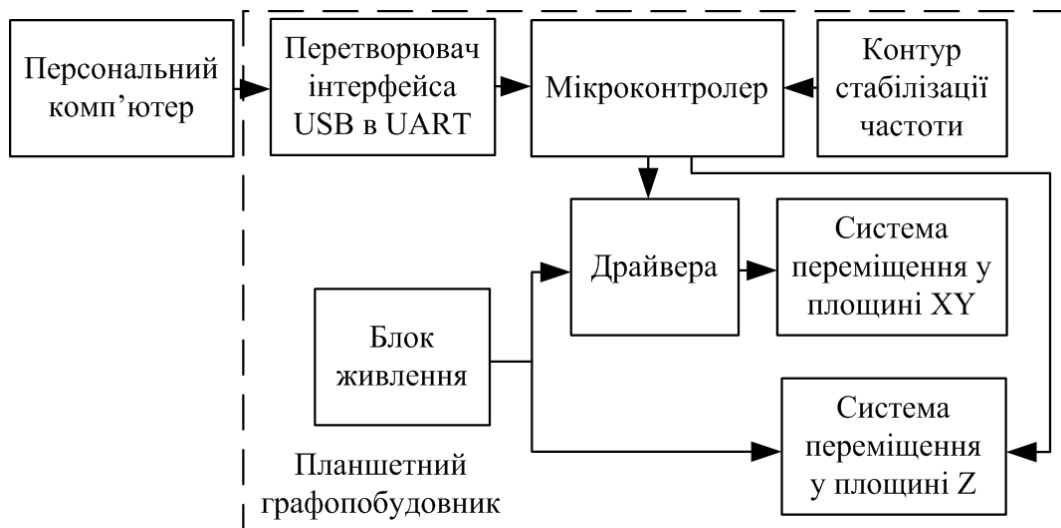 Персональний
комп’ютер
Перетворювач
інтерфейса
USB в UART
Мікроконтролер
Контур
стабілізації
частоти
Драйвера
Система
переміщення у
площині XY
Блок
живлення
Система
переміщення
у площині Z
Планшетний
графопобудовник